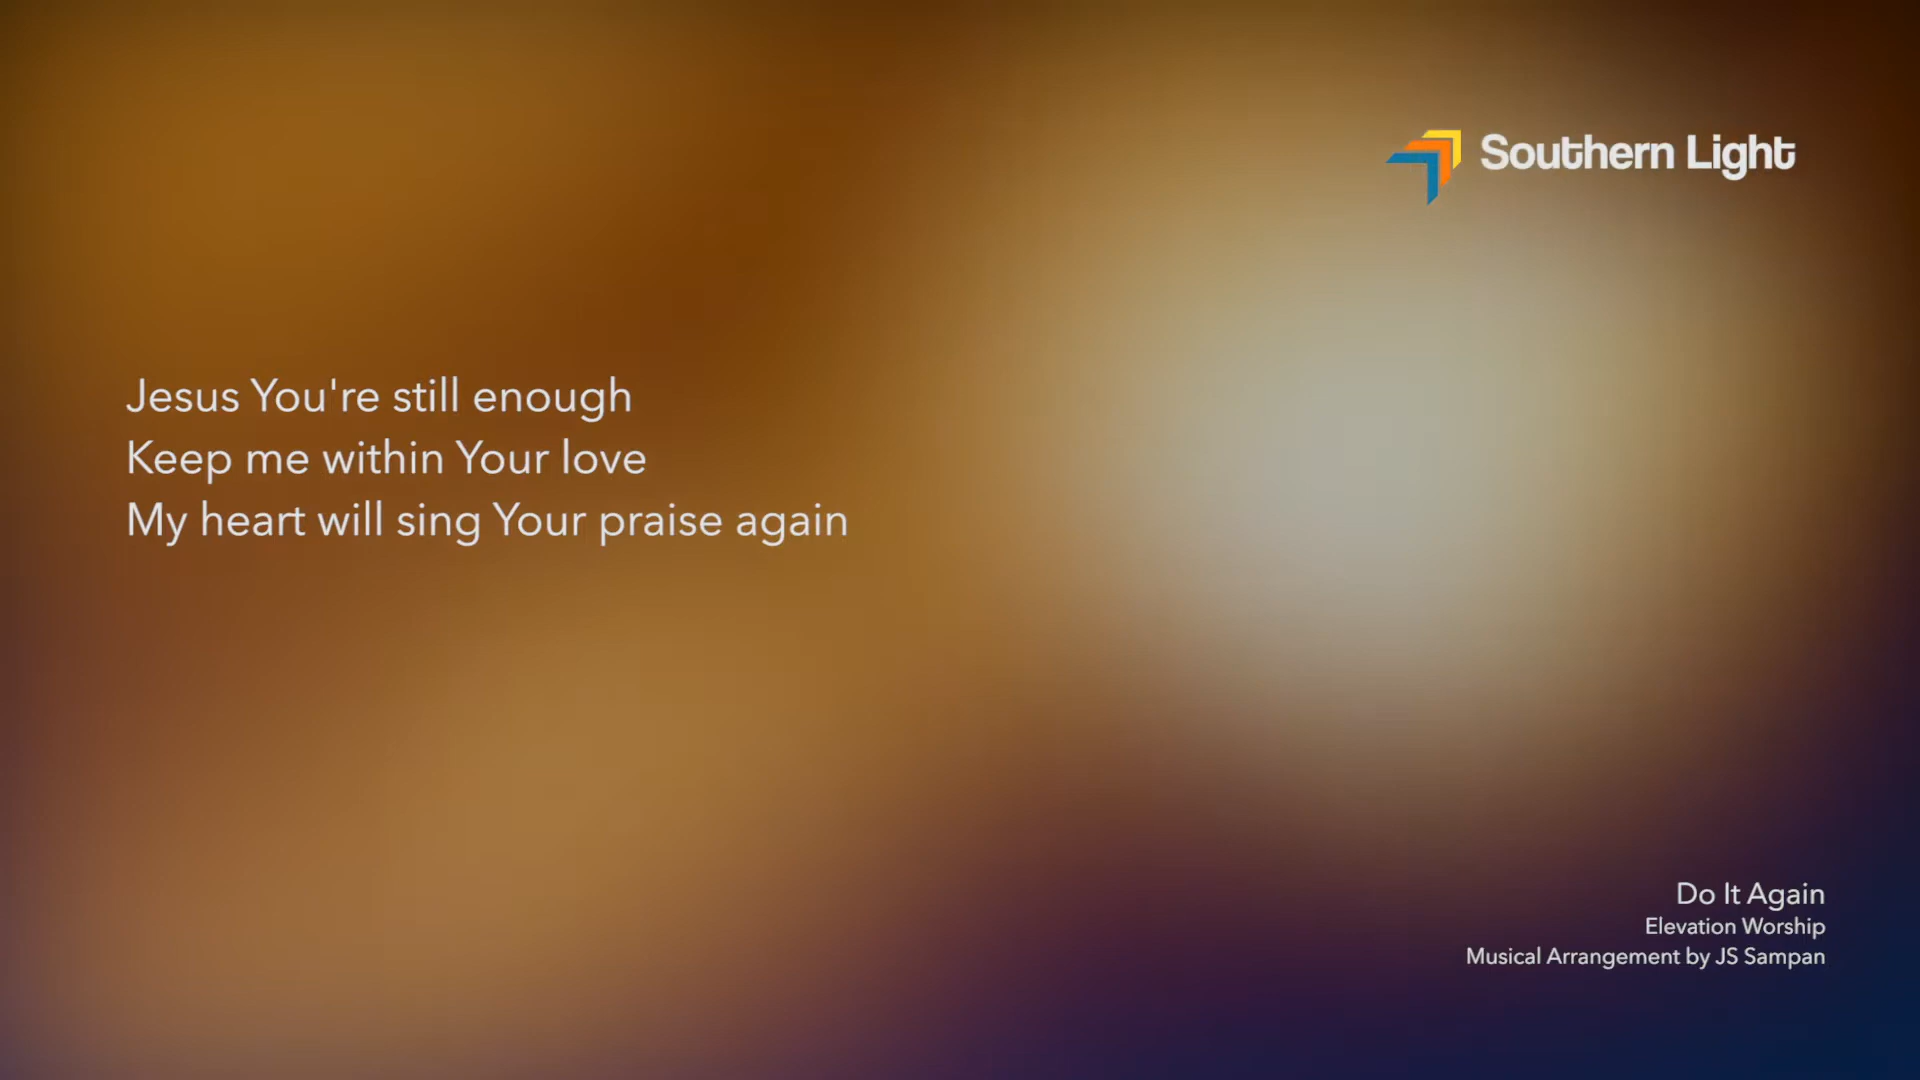 Southern Light
Jesus You're still enough
Keep me within Your love
My heart will sing Your praise again
Do It Again
Elevation Worship
Musical Arrangement by JS Sampan